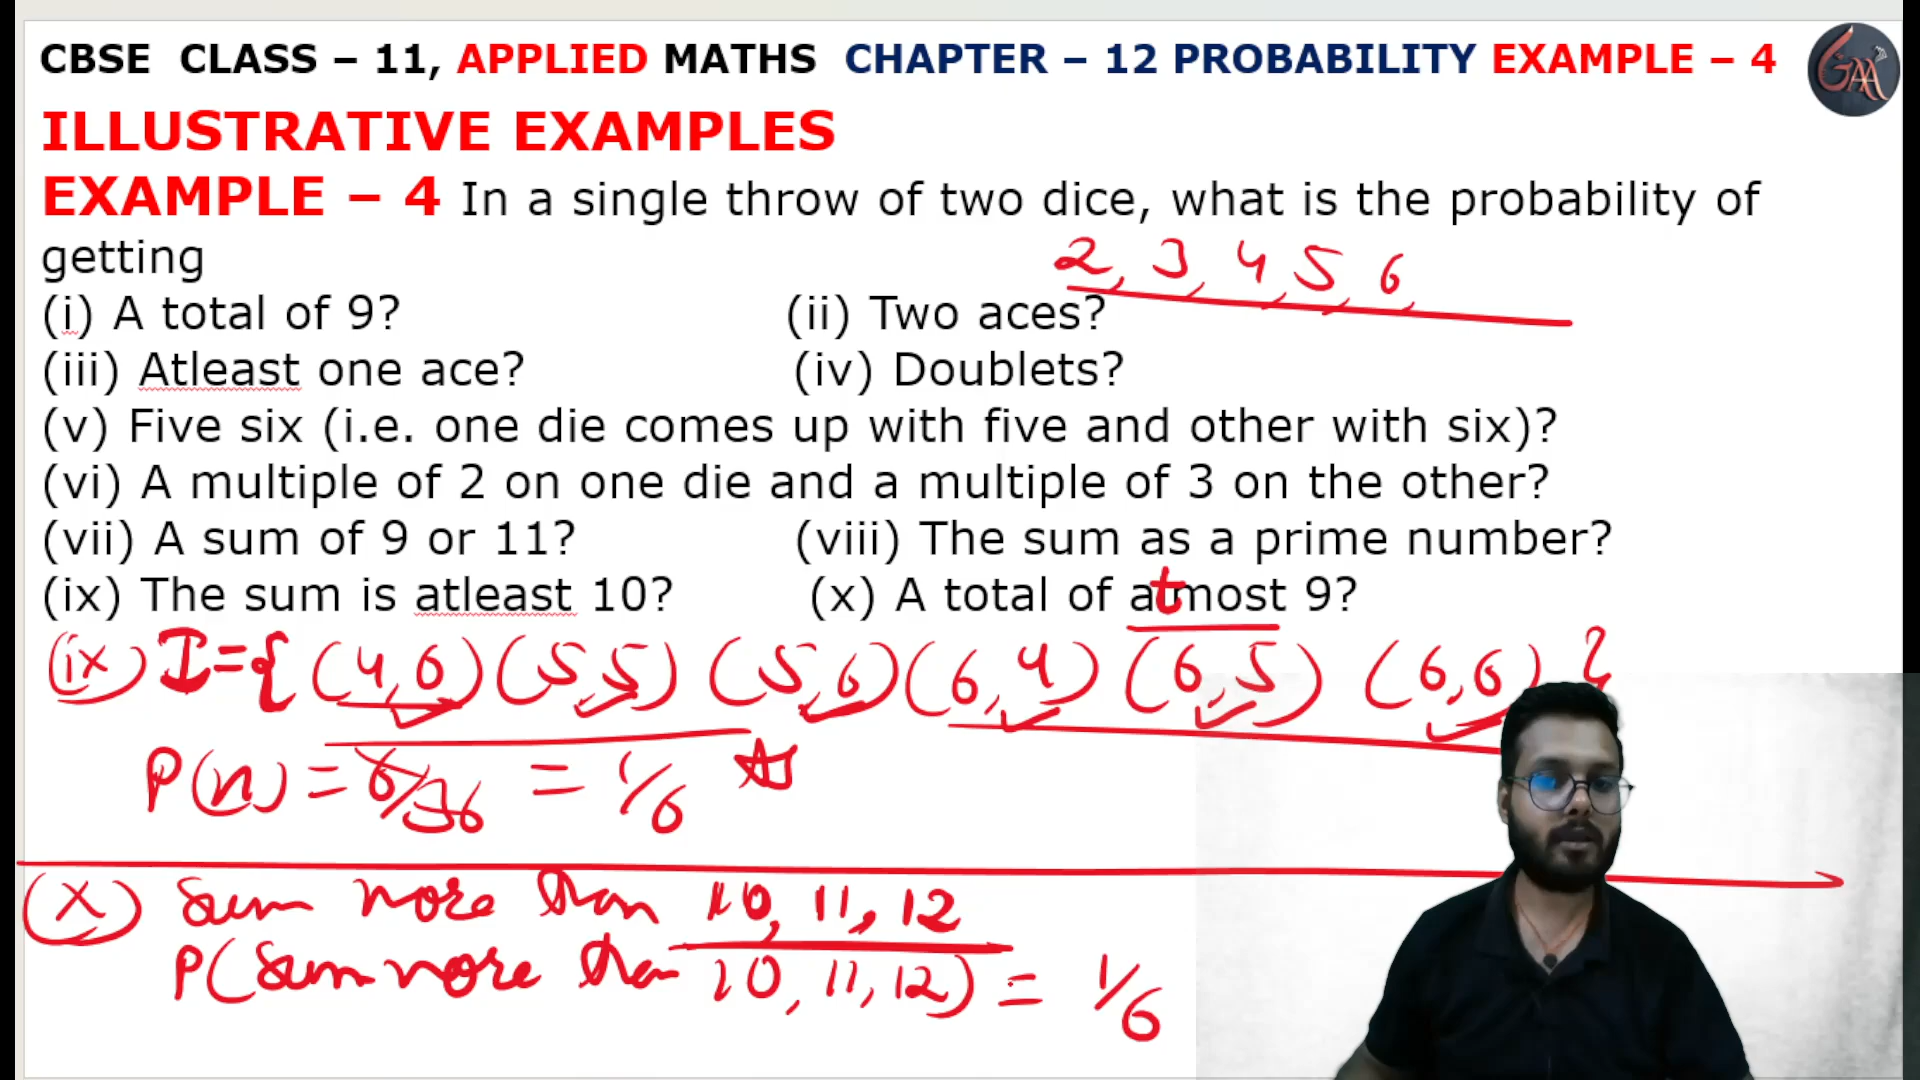 CBSE CLASS – 11, APPLIED MATHS CHAPTER – 12 PROBABILITY EXAMPLE – 4
GAA
ILLUSTRATIVE EXAMPLES
EXAMPLE – 4 In a single throw of two dice, what is the probability of
getting
2, 3, 4, 5, 6,
(i) A total of 9? (ii) Two aces?
(iii) Atleast one ace? (iv) Doublets?
(v) Five six (i.e. one die comes up with five and other with six)?
(vi) A multiple of 2 on one die and a multiple of 3 on the other?
(vii) A sum of 9 or 11? (viii) The sum as a prime number?
(ix) The sum is atleast 10? (x) A total of atmost 9?
(ix) I = { (4,6) (5,5) (5,6) (6,4) (6,5) (6,6) }
P(n) = 6/36 = 1/6
(x) Sum more than 10, 11, 12
P(Sum more than 10, 11, 12) = 1/6